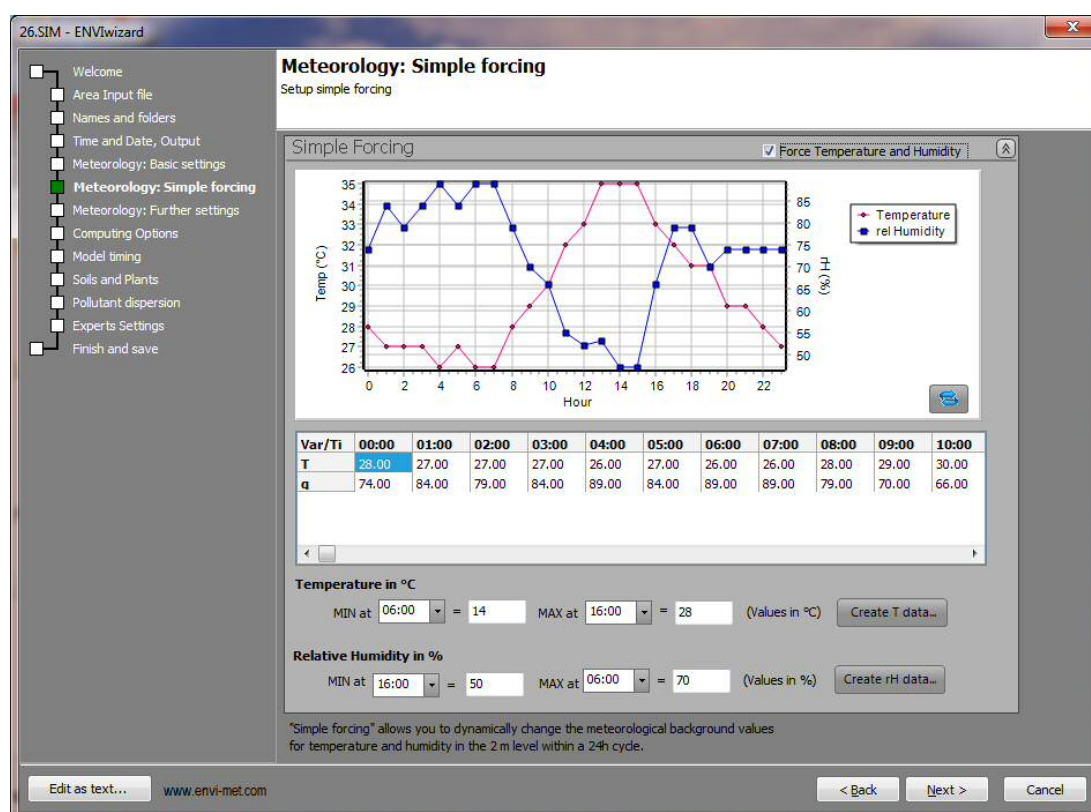 26.SIM - ENVIwizard
x
Welcome
Area Input file
Names and folders
Time and Date, Output
Meteorology: Basic settings
Meteorology: Simple forcing
Meteorology: Further settings
Computing Options
Model timing
Soils and Plants
Pollutant dispersion
Experts Settings
Finish and save
Meteorology: Simple forcing
Setup simple forcing
Simple Forcing
Force Temperature and Humidity
35
34
33
32
31
30
29
28
27
26
Temp (°C)
85
80
75
70
65
60
55
50
rH (%)
Temperature
rel Humidity
0 2 4 6 8 10 12 14 16 18 20 22
Hour
Var/Ti 00:00 01:00 02:00 03:00 04:00 05:00 06:00 07:00 08:00 09:00 10:00
T 28.00 27.00 27.00 27.00 26.00 27.00 26.00 26.00 28.00 29.00 30.00
q 74.00 84.00 79.00 84.00 89.00 84.00 89.00 89.00 79.00 70.00 66.00
Temperature in °C
MIN at 06:00 = 14 MAX at 16:00 = 28 (Values in °C) Create T data...
Relative Humidity in %
MIN at 16:00 = 50 MAX at 06:00 = 70 (Values in %) Create rH data...
"Simple forcing" allows you to dynamically change the meteorological background values
for temperature and humidity in the 2 m level within a 24h cycle.
Edit as text... www.envi-met.com < Back Next > Cancel